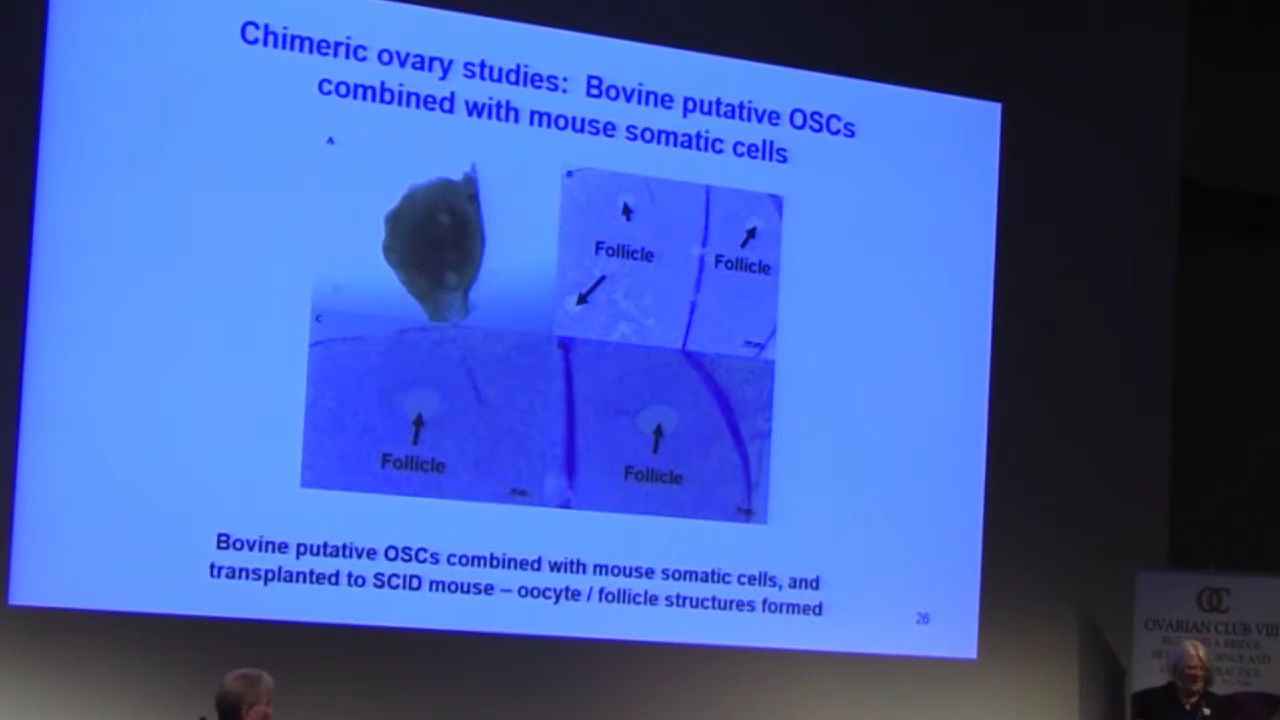 Chimeric ovary studies: Bovine putative OSCs
combined with mouse somatic cells
A
B
Follicle
Follicle
C
D
Follicle
Follicle
Bovine putative OSCs combined with mouse somatic cells, and
transplanted to SCID mouse – oocyte / follicle structures formed
26
OC
OVARIAN CLUB VIII
A BRIDGE